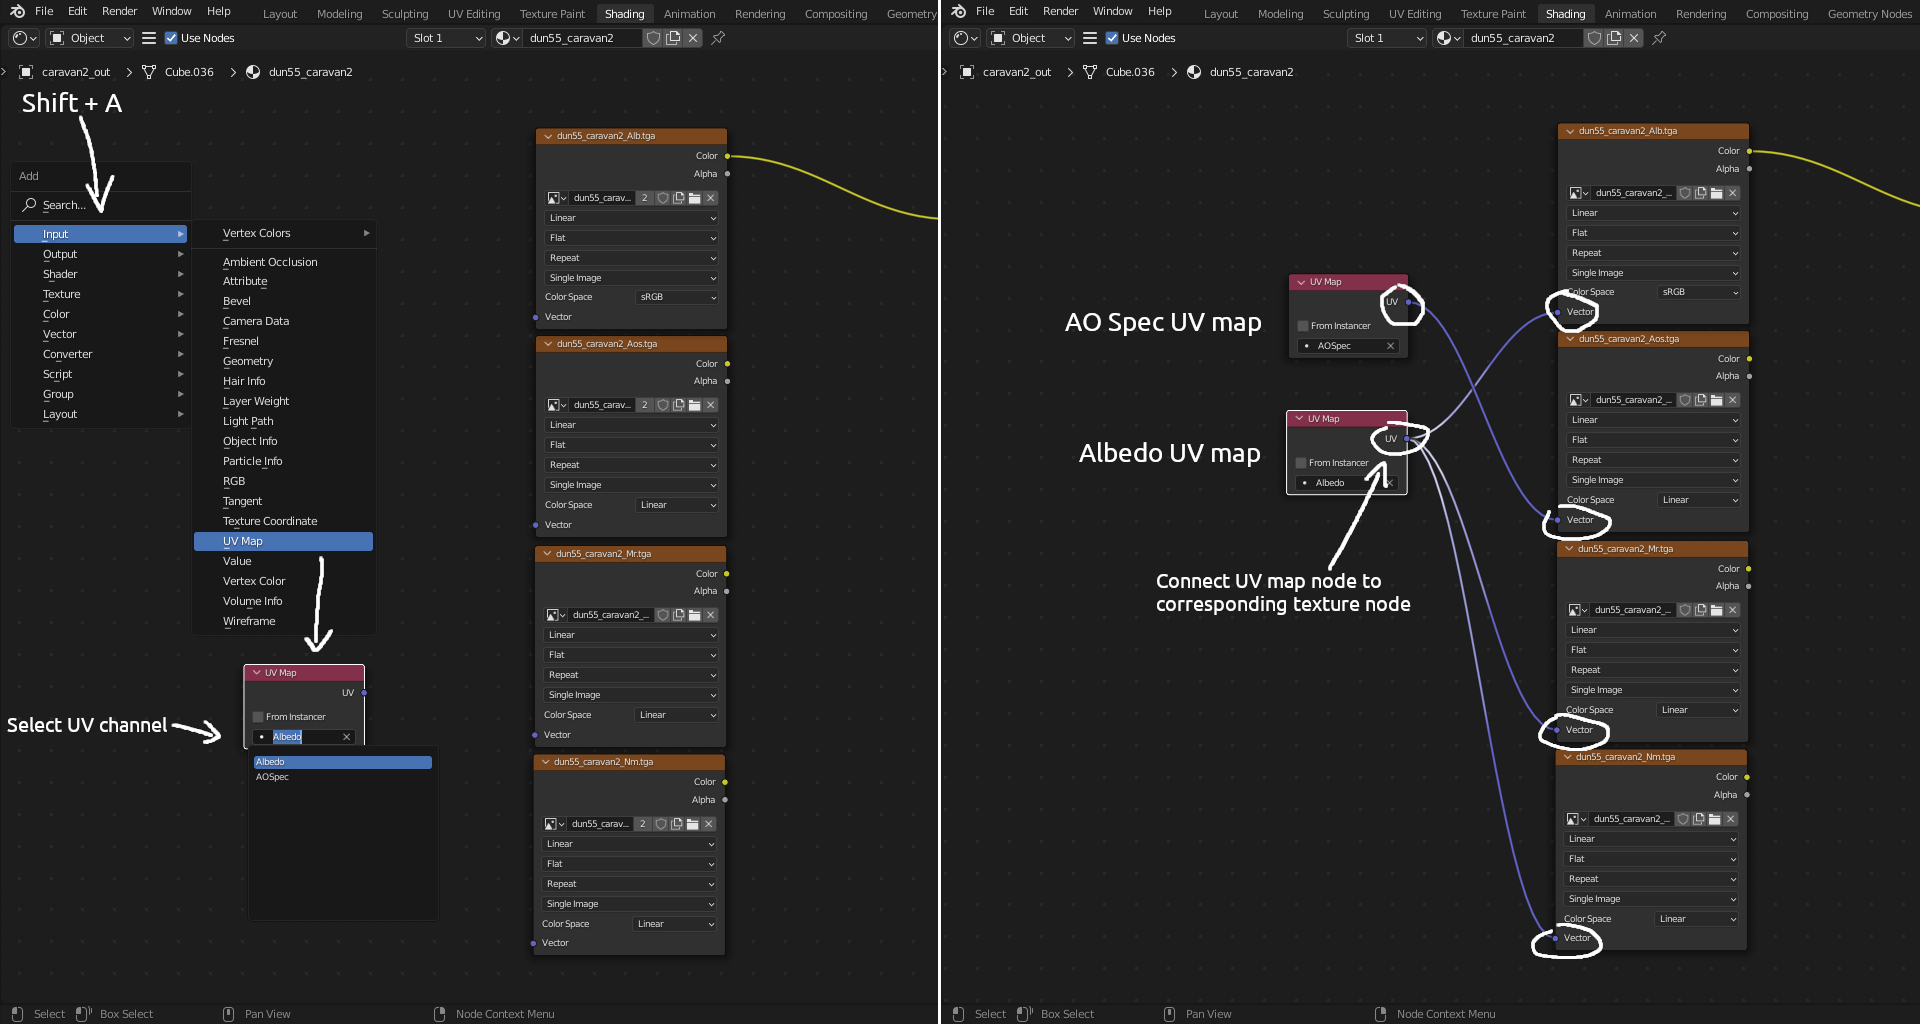 File Edit Render Window Help Layout Modeling Sculpting UV Editing Texture Paint Shading Animation Rendering Compositing Geometry
Object Use Nodes Slot 1 dun55_caravan2
caravan2_out Cube.036 dun55_caravan2
Shift + A
Add
Search...
Input
Output
Shader
Texture
Color
Vector
Converter
Script
Group
Layout
Vertex Colors
Ambient Occlusion
Attribute
Bevel
Camera Data
Fresnel
Geometry
Hair Info
Layer Weight
Light Path
Object Info
Particle Info
RGB
Tangent
Texture Coordinate
UV Map
Value
Vertex Color
Volume Info
Wireframe
UV Map
UV
From Instancer
Select UV channel
Albedo
Albedo
AOSpec
dun55_caravan2_Alb.tga
Color
Alpha
dun55_carav... 2
Linear
Flat
Repeat
Single Image
Color Space sRGB
Vector
dun55_caravan2_Aos.tga
Color
Alpha
dun55_carav... 2
Linear
Flat
Repeat
Single Image
Color Space Linear
Vector
dun55_caravan2_Mr.tga
Color
Alpha
dun55_caravan2_...
Linear
Flat
Repeat
Single Image
Color Space Linear
Vector
dun55_caravan2_Nm.tga
Color
Alpha
dun55_carav... 2
Linear
Flat
Repeat
Single Image
Color Space Linear
Vector
Select Box Select Pan View Node Context Menu
File Edit Render Window Help Layout Modeling Sculpting UV Editing Texture Paint Shading Animation Rendering Compositing Geometry Nodes
Object Use Nodes Slot 1 dun55_caravan2
caravan2_out Cube.036 dun55_caravan2
AO Spec UV map
UV Map
UV
From Instancer
AOSpec
Albedo UV map
UV Map
UV
From Instancer
Albedo
Connect UV map node to
corresponding texture node
dun55_caravan2_Alb.tga
Color
Alpha
dun55_caravan2_...
Linear
Flat
Repeat
Single Image
Color Space sRGB
Vector
dun55_caravan2_Aos.tga
Color
Alpha
dun55_caravan2_...
Linear
Flat
Repeat
Single Image
Color Space Linear
Vector
dun55_caravan2_Mr.tga
Color
Alpha
dun55_caravan2_...
Linear
Flat
Repeat
Single Image
Color Space Linear
Vector
dun55_caravan2_Nm.tga
Color
Alpha
dun55_caravan2_...
Linear
Flat
Repeat
Single Image
Color Space Linear
Vector
Select Box Select Pan View Node Context Menu